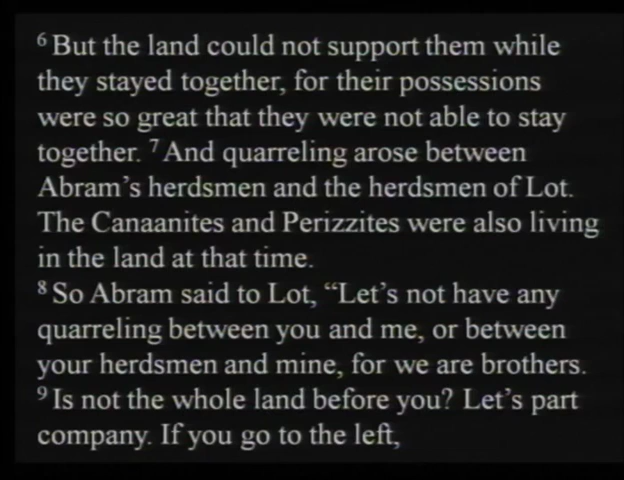 ⁶ But the land could not support them while
they stayed together, for their possessions
were so great that they were not able to stay
together. ⁷ And quarreling arose between
Abram’s herdsmen and the herdsmen of Lot.
The Canaanites and Perizzites were also living
in the land at that time.
⁸ So Abram said to Lot, “Let’s not have any
quarreling between you and me, or between
your herdsmen and mine, for we are brothers.
⁹ Is not the whole land before you? Let’s part
company. If you go to the left,